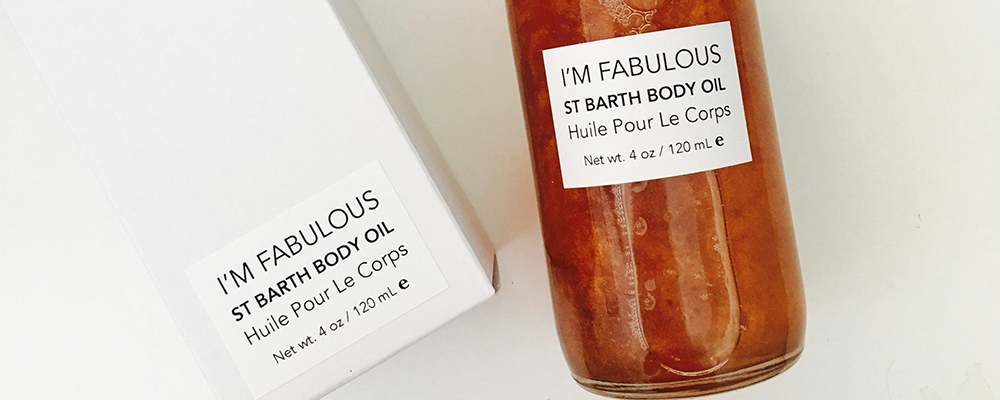 I'M FABULOUS
ST BARTH BODY OIL
Huile Pour Le Corps
Net wt. 4 oz / 120 mL e
I'M FABULOUS
ST BARTH BODY OIL
Huile Pour Le Corps
Net wt. 4 oz / 120 mL e